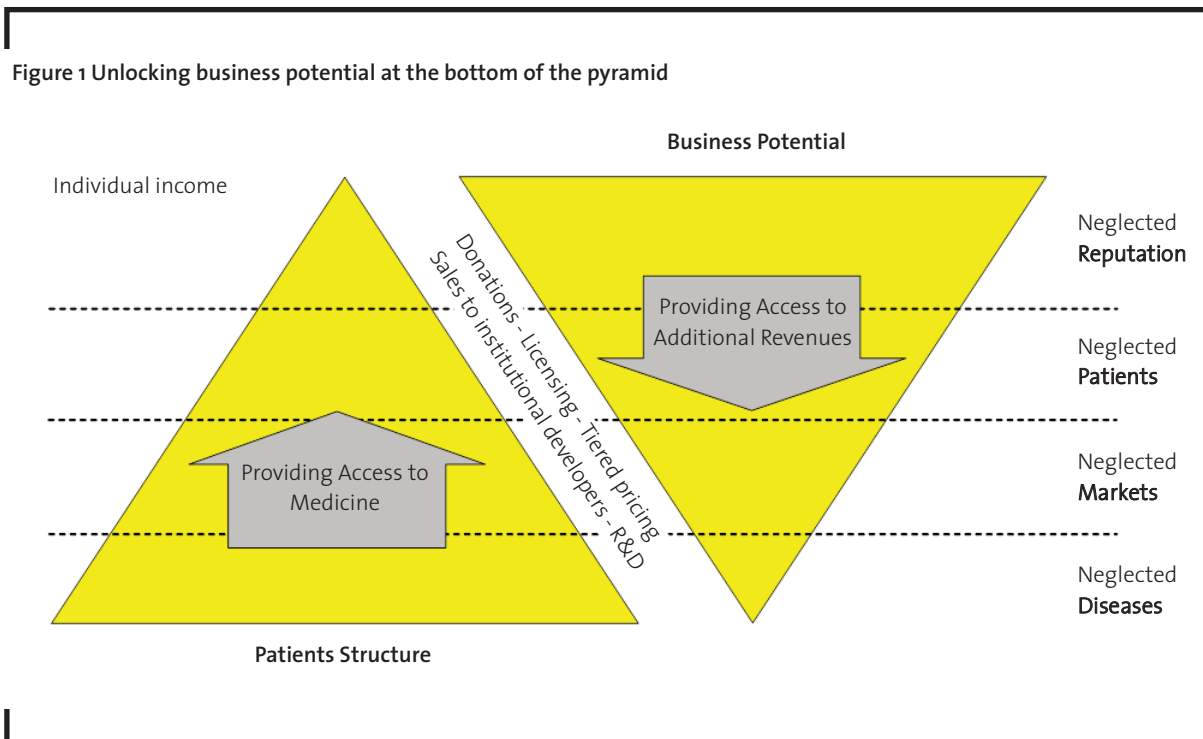 Figure 1 Unlocking business potential at the bottom of the pyramid
Business Potential
Individual income
Neglected
Reputation
Donations - Licensing - Tiered pricing
Sales to institutional developers - R&D
Providing Access to
Additional Revenues
Neglected
Patients
Providing Access to
Medicine
Neglected
Markets
Neglected
Diseases
Patients Structure